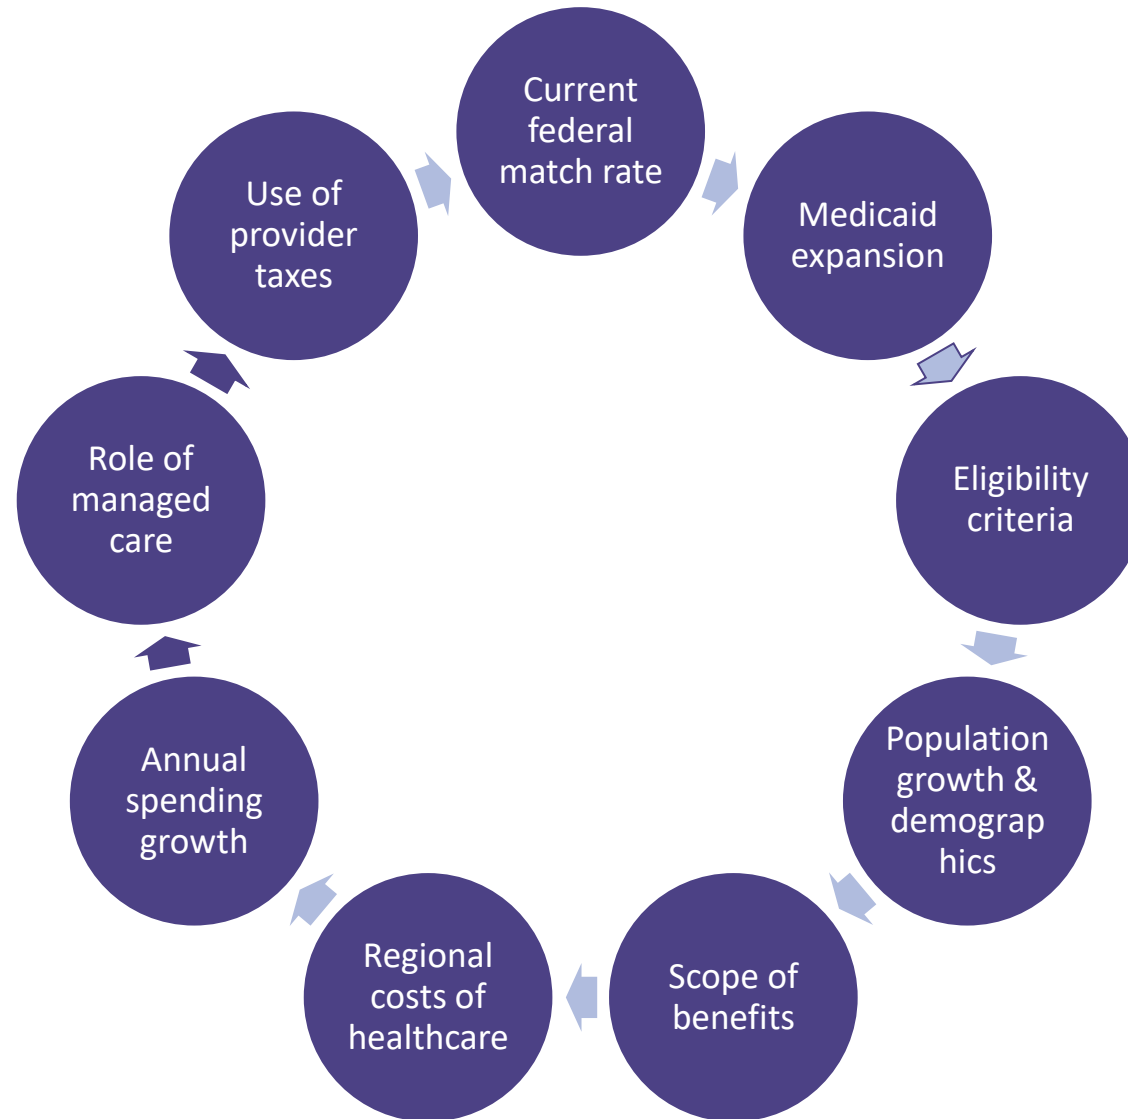 Current
federal
match rate
Medicaid
expansion
Eligibility
criteria
Population
growth &
demograp
hics
Scope of
benefits
Regional
costs of
healthcare
Annual
spending
growth
Role of
managed
care
Use of
provider
taxes